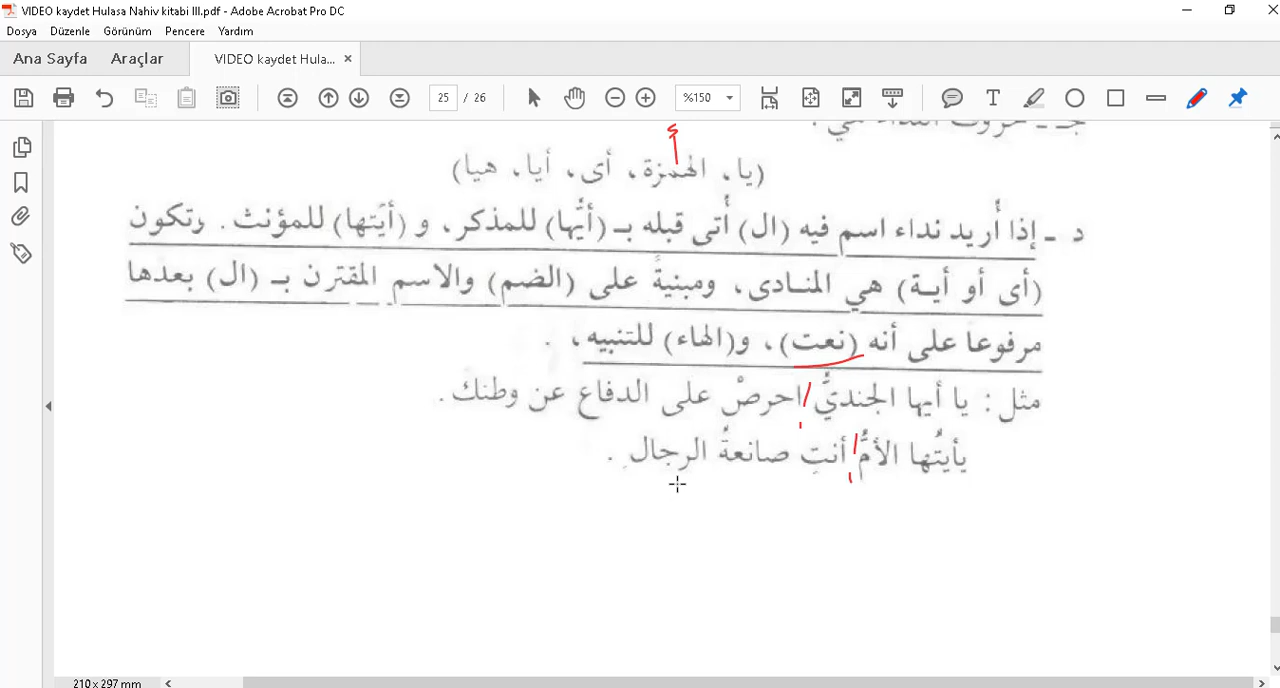 VIDEO kaydet Hulasa Nahiv kitabi III.pdf - Adobe Acrobat Pro DC
Dosya Düzenle Görünüm Pencere Yardım
Ana Sayfa Araçlar VIDEO kaydet Hula... ×
25 / 26 %150
(يا، الهمزة، أى، أيا، هيا)
د - إذا أُريد نداء اسم فيه (ال) أُتى قبله بـ (أيُّها) للمذكر، و (أيَّتها) للمؤنث. وتكون
(أى أو أية) هي المنادى، ومبنيةً على (الضم) والاسم المقترن بـ (ال) بعدها
مرفوعا على أنه (نعت)، و(الهاء) للتنبيه،.
مثل: يا أيها الجنديُّ احرصْ على الدفاع عن وطنك.
يأيتُها الأمُّ أنتِ صانعةُ الرجال.
210 x 297 mm